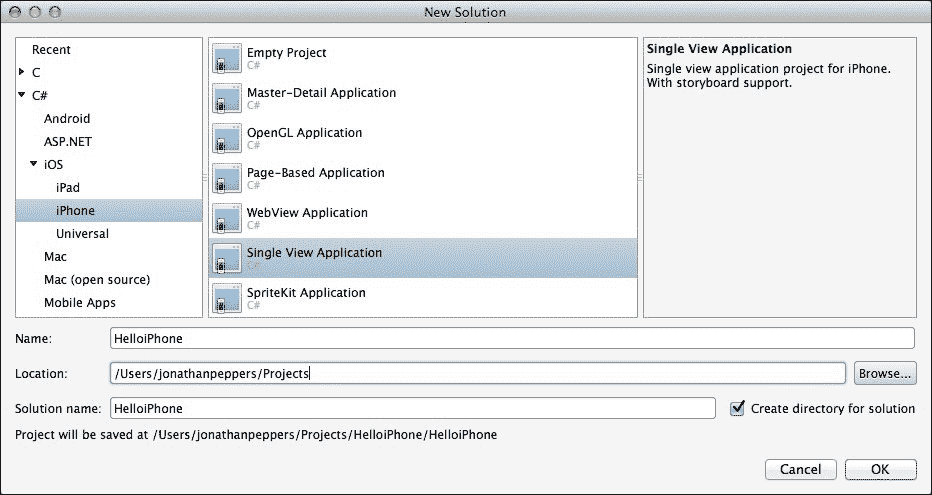 New Solution
Recent
C
C#
Android
ASP.NET
iOS
iPad
iPhone
Universal
Mac
Mac (open source)
Mobile Apps
Empty Project
C#
Master-Detail Application
C#
OpenGL Application
C#
Page-Based Application
C#
WebView Application
C#
Single View Application
C#
SpriteKit Application
C#
Single View Application
Single view application project for iPhone.
With storyboard support.
Name: HelloiPhone
Location: /Users/jonathanpeppers/Projects Browse...
Solution name: HelloiPhone Create directory for solution
Project will be saved at /Users/jonathanpeppers/Projects/HelloiPhone/HelloiPhone
Cancel OK